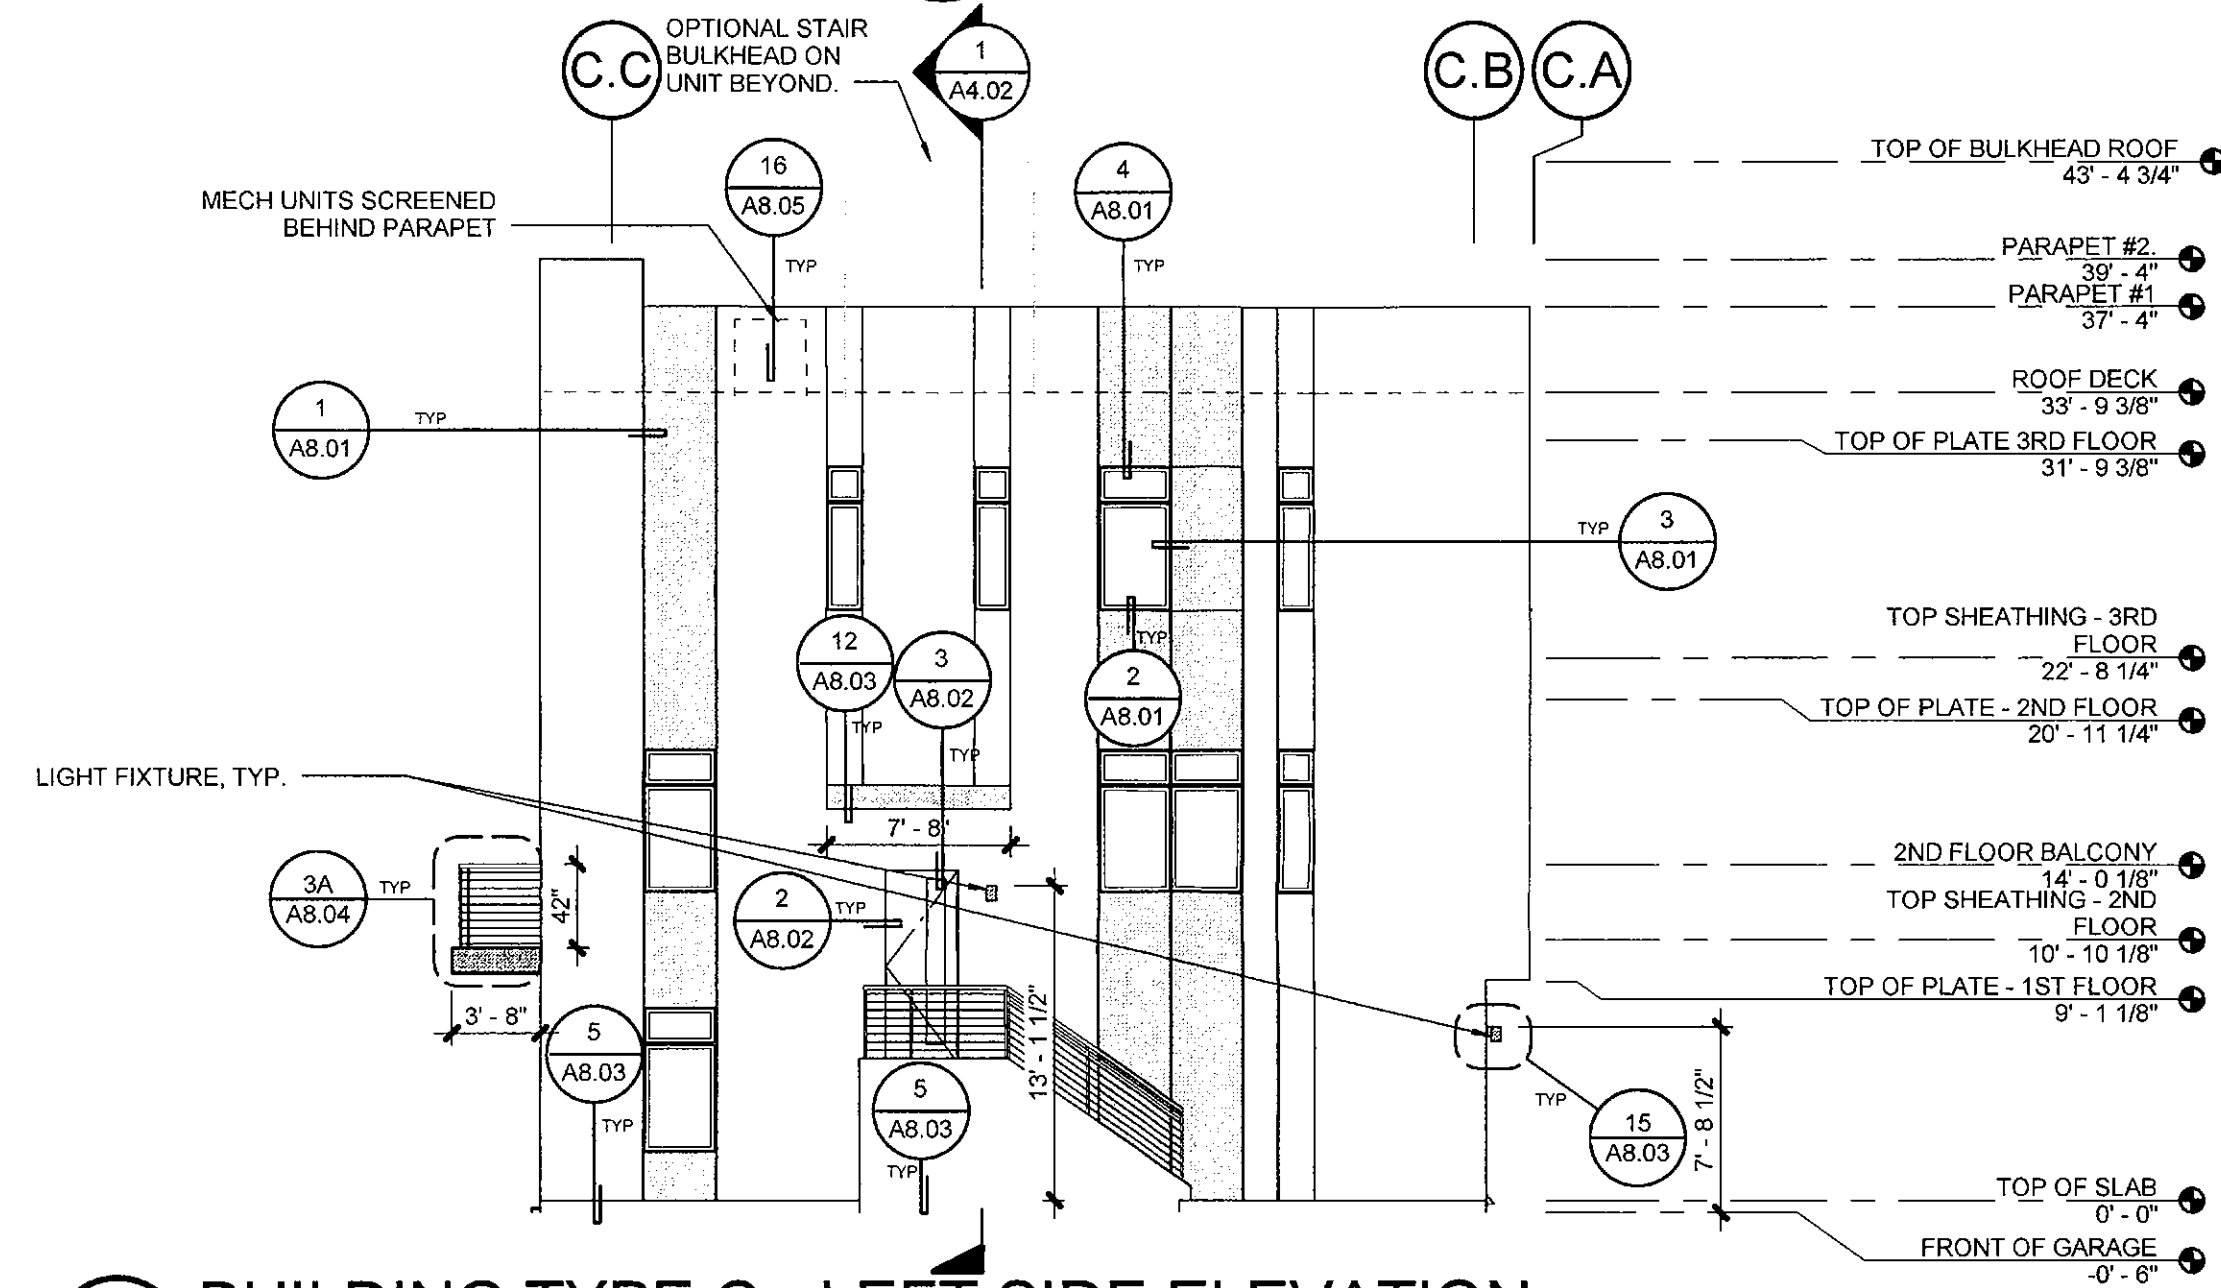 C.C
OPTIONAL STAIR
BULKHEAD ON
UNIT BEYOND.
1
A4.02
C.B
C.A
TOP OF BULKHEAD ROOF
43' - 4 3/4"
16
A8.05
TYP
4
A8.01
TYP
MECH UNITS SCREENED
BEHIND PARAPET
PARAPET #2.
39' - 4"
PARAPET #1
37' - 4"
ROOF DECK
33' - 9 3/8"
1
A8.01
TYP
TOP OF PLATE 3RD FLOOR
31' - 9 3/8"
TYP
3
A8.01
TOP SHEATHING - 3RD
FLOOR
22' - 8 1/4"
12
A8.03
TYP
3
A8.02
TYP
TYP
2
A8.01
TOP OF PLATE - 2ND FLOOR
20' - 11 1/4"
LIGHT FIXTURE, TYP.
7' - 8"
2ND FLOOR BALCONY
14' - 0 1/8"
3A
A8.04
TYP
42"
2
A8.02
TYP
TOP SHEATHING - 2ND
FLOOR
10' - 10 1/8"
TOP OF PLATE - 1ST FLOOR
9' - 1 1/8"
3' - 8"
5
A8.03
TYP
13' - 1 1/2"
5
A8.03
TYP
TYP
15
A8.03
7' - 8 1/2"
TOP OF SLAB
0' - 0"
FRONT OF GARAGE
-0' - 6"
BUILDING TYPE C - LEFT SIDE ELEVATION